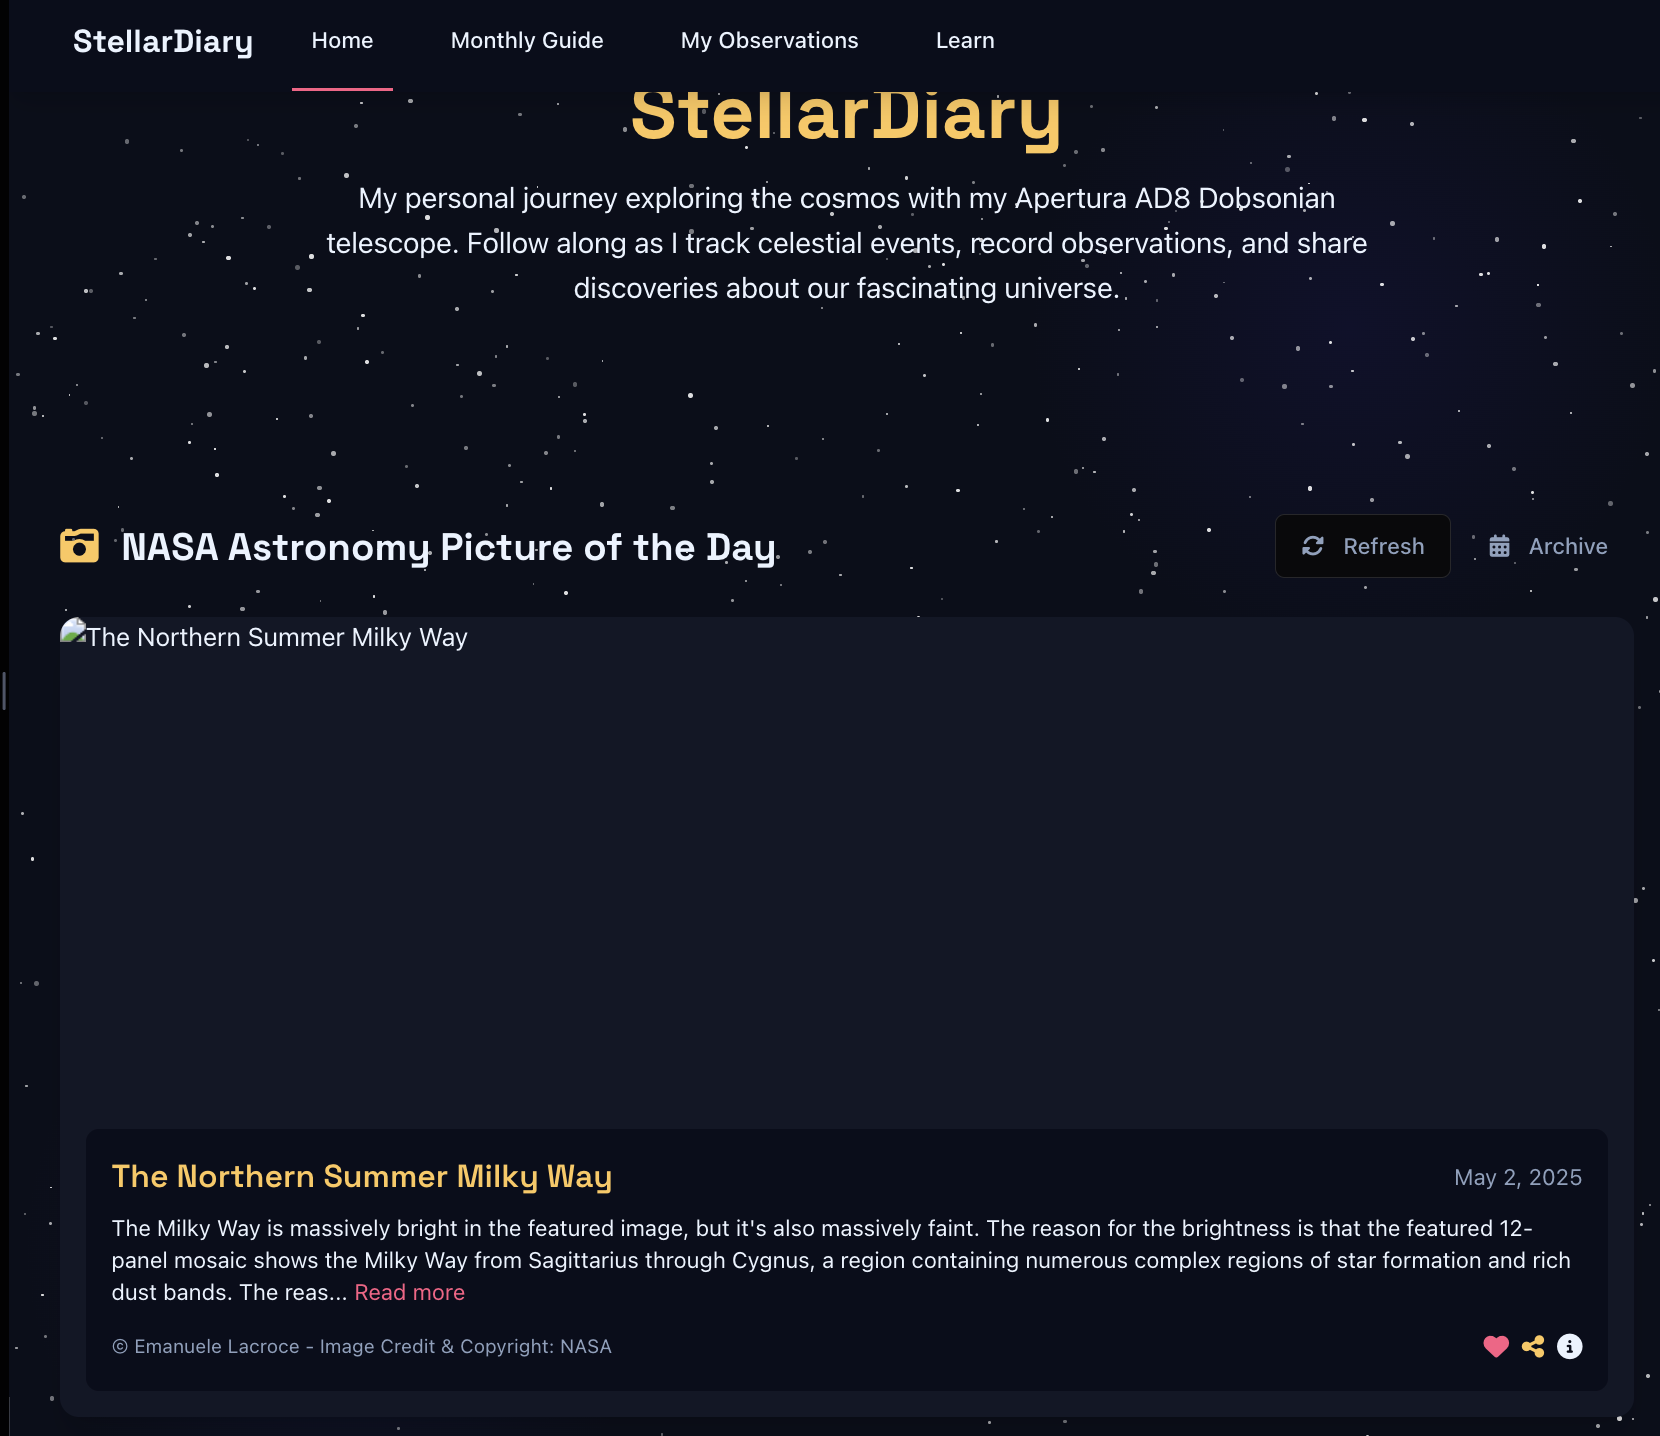 StellarDiary
Home
Monthly Guide
My Observations
Learn
StellarDiary
My personal journey exploring the cosmos with my Apertura AD8 Dobsonian
telescope. Follow along as I track celestial events, record observations, and share
discoveries about our fascinating universe.
NASA Astronomy Picture of the Day
Refresh
Archive
The Northern Summer Milky Way
The Northern Summer Milky Way
May 2, 2025
The Milky Way is massively bright in the featured image, but it's also massively faint. The reason for the brightness is that the featured 12-
panel mosaic shows the Milky Way from Sagittarius through Cygnus, a region containing numerous complex regions of star formation and rich
dust bands. The reas... Read more
© Emanuele Lacroce - Image Credit & Copyright: NASA